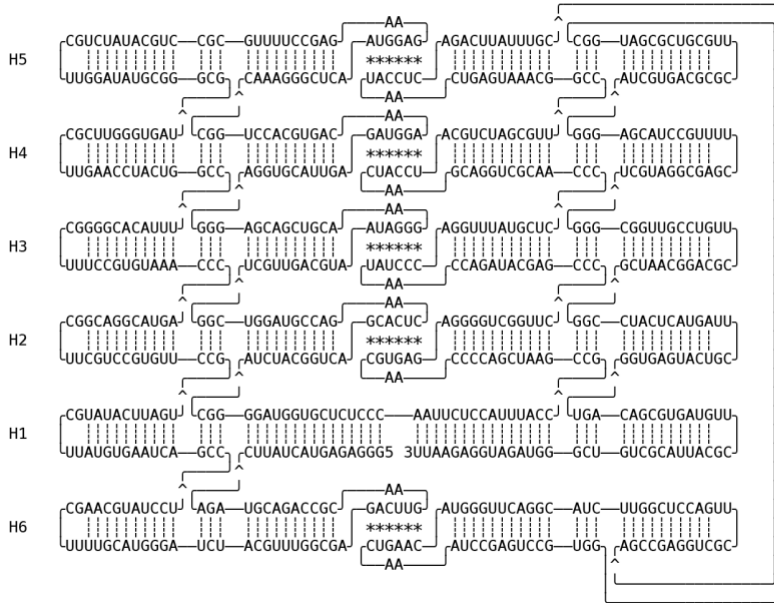 AA
CGUCUAUACGUC CGC GUUUUCCGAG AUGGAG AGACUUAUUUGC CGG UAGCGCUGCGUU
H5 ******
UUGGAUAUGCGG GCG CAAAGGGCUCA UACCUC CUGAGUAAACG GCC AUCGUGACGCGC
AA
^ ^
AA
CGCUUGGGUGAU CGG UCCACGUGAC GAUGGA ACGUCUAGCGUU GGG AGCAUCCGUUUU
H4 ******
UUGAACCUACUG GCC AGGUGCAUUGA CUACCU GCAGGUCGCAA CCC UCGUAGGCGAGC
AA
^ ^
AA
CGGGGCACAUUU GGG AGCAGCUGCA AUAGGG AGGUUUAUGCUC GGG CGGUUGCCUGUU
H3 ******
UUUCCGUGUAAA CCC UCGUUGACGUA UAUCCC CCAGAUACGAG CCC GCUAACGGACGC
AA
^ ^
AA
CGGCAGGCAUGA GGC UGGAUGCCAG GCACUC AGGGGUCGGUUC GGC CUACUCAUGAUU
H2 ******
UUCGUCCGUGUU CCG AUCUACGGUCA CGUGAG CCCCAGCUAAG CCG GGUGAGUACUGC
AA
^ ^
CGUAUACUUAGU CGG GGAUGGUGCUCUCCC AA UUCUCCAUUUACC UGA CAGCGUGAUGUU
H1
UUAUGUGAAUCA GCC CUUAUCAUGAGAGGG5 3UUAAGAGGUAGAUGG GCU GUCGCAUUACGC
^ ^
AA
CGAACGUAUCCU AGA UGCAGACCGC GACUUG AUGGGUUCAGGC AUC UUGGCUCCAGUU
H6 ******
UUUUGCAUGGGA UCU ACGUUUGGCGA CUGAAC AUCCGAGUCCG UGG AGCCGAGGUCGC
AA
^